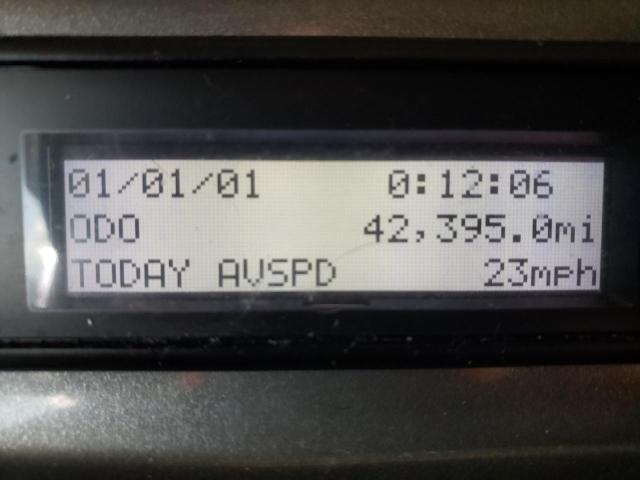 01/01/01 0:12:06
ODO 42,395.0mi
TODAY AVSPD 23mph